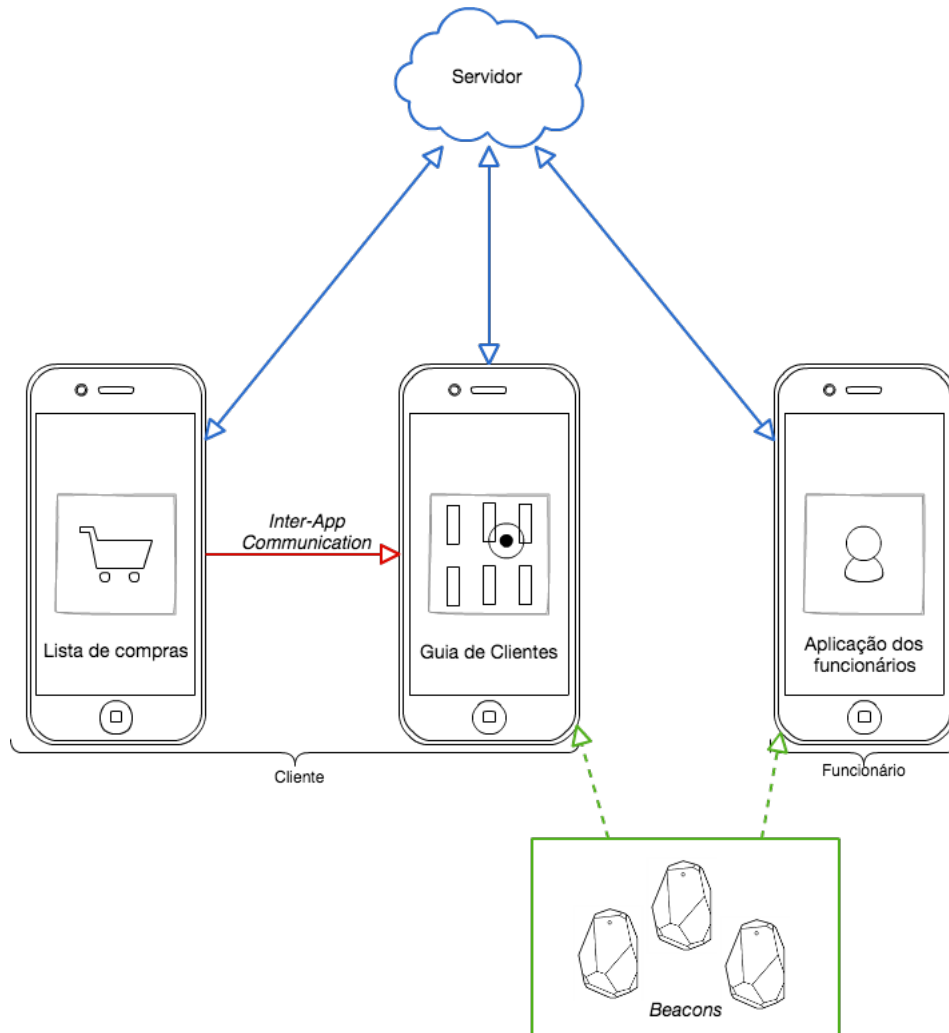 Servidor
Inter-App
Communication
Lista de compras
Guia de Clientes
Aplicação dos
funcionários
Cliente
Funcionário
Beacons